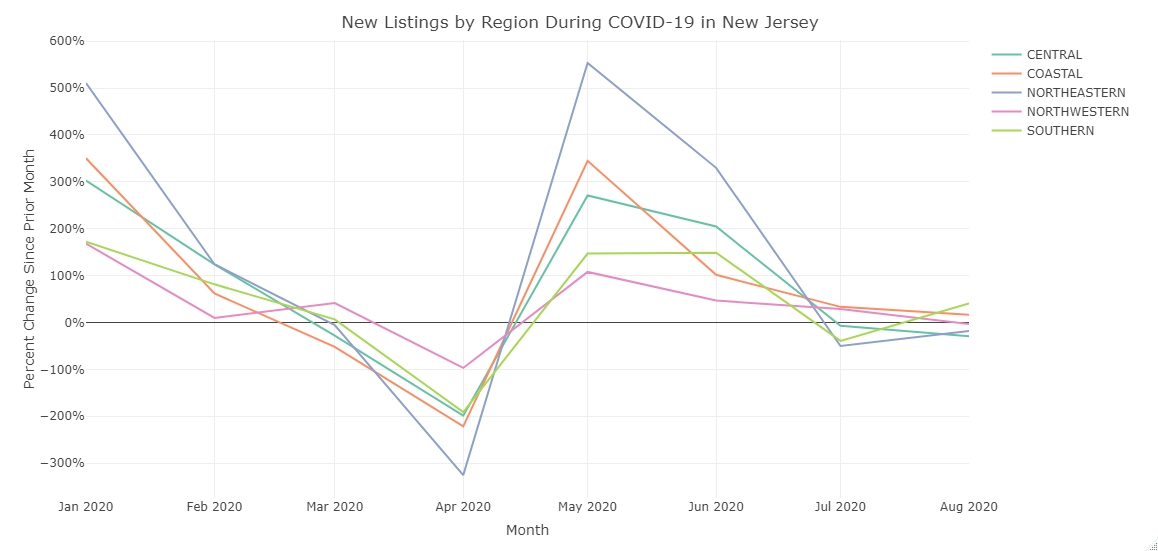 New Listings by Region During COVID-19 in New Jersey
600%
500%
400%
300%
200%
100%
0%
−100%
−200%
−300%
Percent Change Since Prior Month
Jan 2020
Feb 2020
Mar 2020
Apr 2020
May 2020
Jun 2020
Jul 2020
Aug 2020
Month
CENTRAL
COASTAL
NORTHEASTERN
NORTHWESTERN
SOUTHERN